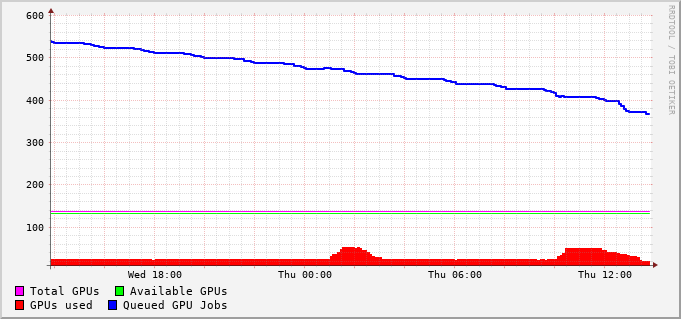 600
500
400
300
200
100
Wed 18:00 Thu 00:00 Thu 06:00 Thu 12:00
Total GPUs Available GPUs
GPUs used Queued GPU Jobs
RRDTOOL / TOBI OETIKER